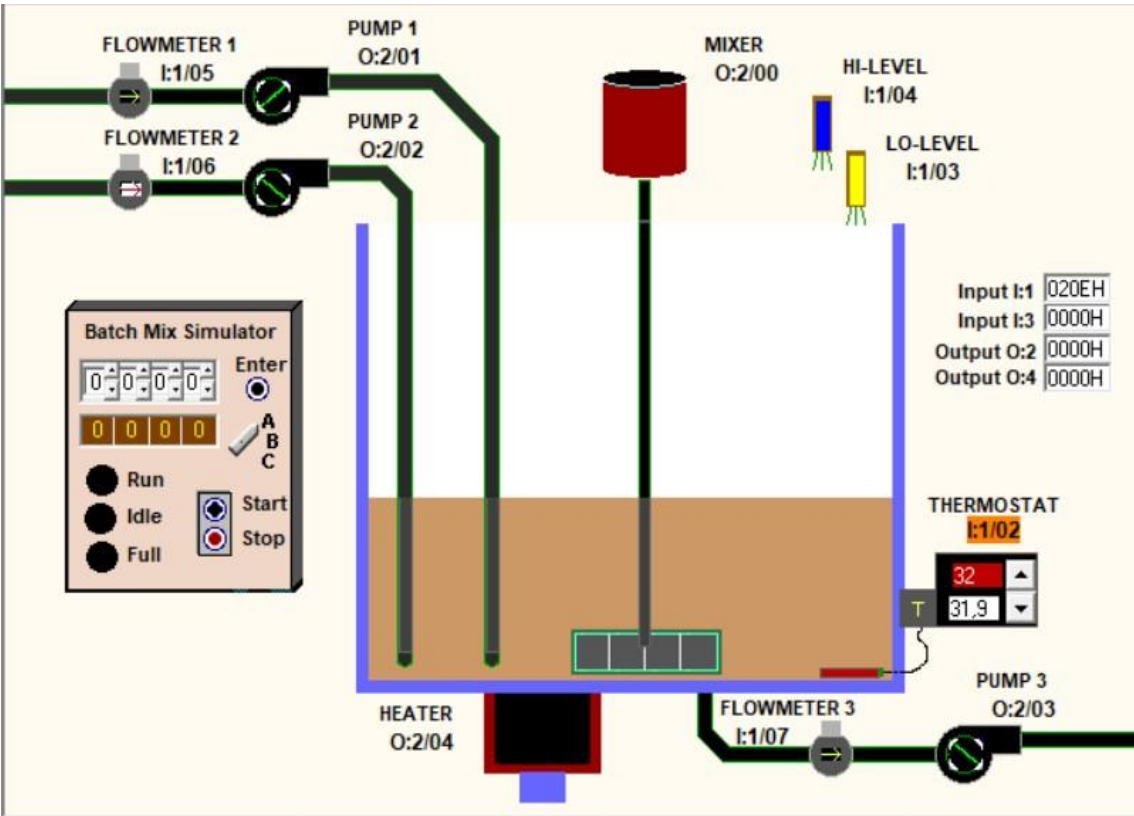 FLOWMETER 1
I:1/05
PUMP 1
O:2/01
FLOWMETER 2
I:1/06
PUMP 2
O:2/02
MIXER
O:2/00
HI-LEVEL
I:1/04
LO-LEVEL
I:1/03
Input I:1 020EH
Input I:3 0000H
Output O:2 0000H
Output O:4 0000H
Batch Mix Simulator
0 0 0 0
Enter
0 0 0 0
A
B
C
Run
Idle
Full
Start
Stop
THERMOSTAT
I:1/02
32
31,9
T
HEATER
O:2/04
FLOWMETER 3
I:1/07
PUMP 3
O:2/03